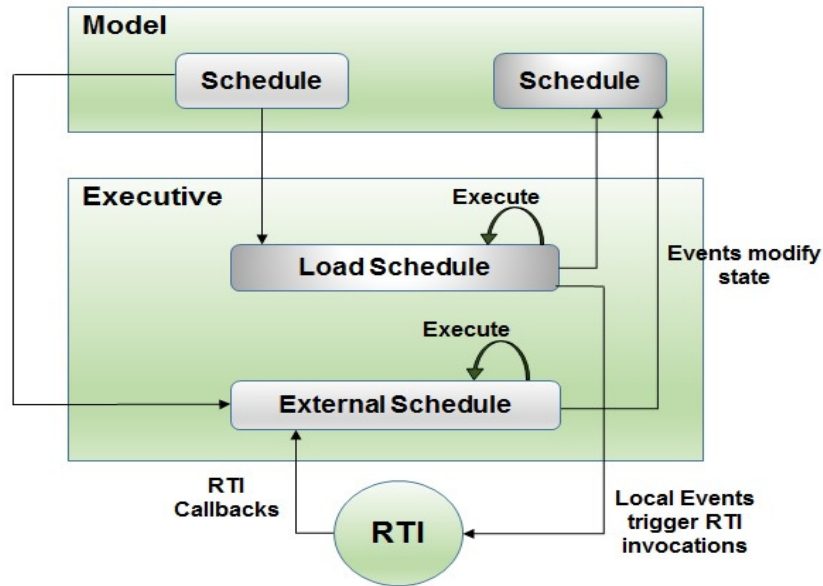 Model
Schedule
Schedule
Executive
Execute
Load Schedule
Events modify
state
Execute
External Schedule
RTI
Callbacks
RTI
Local Events
trigger RTI
invocations